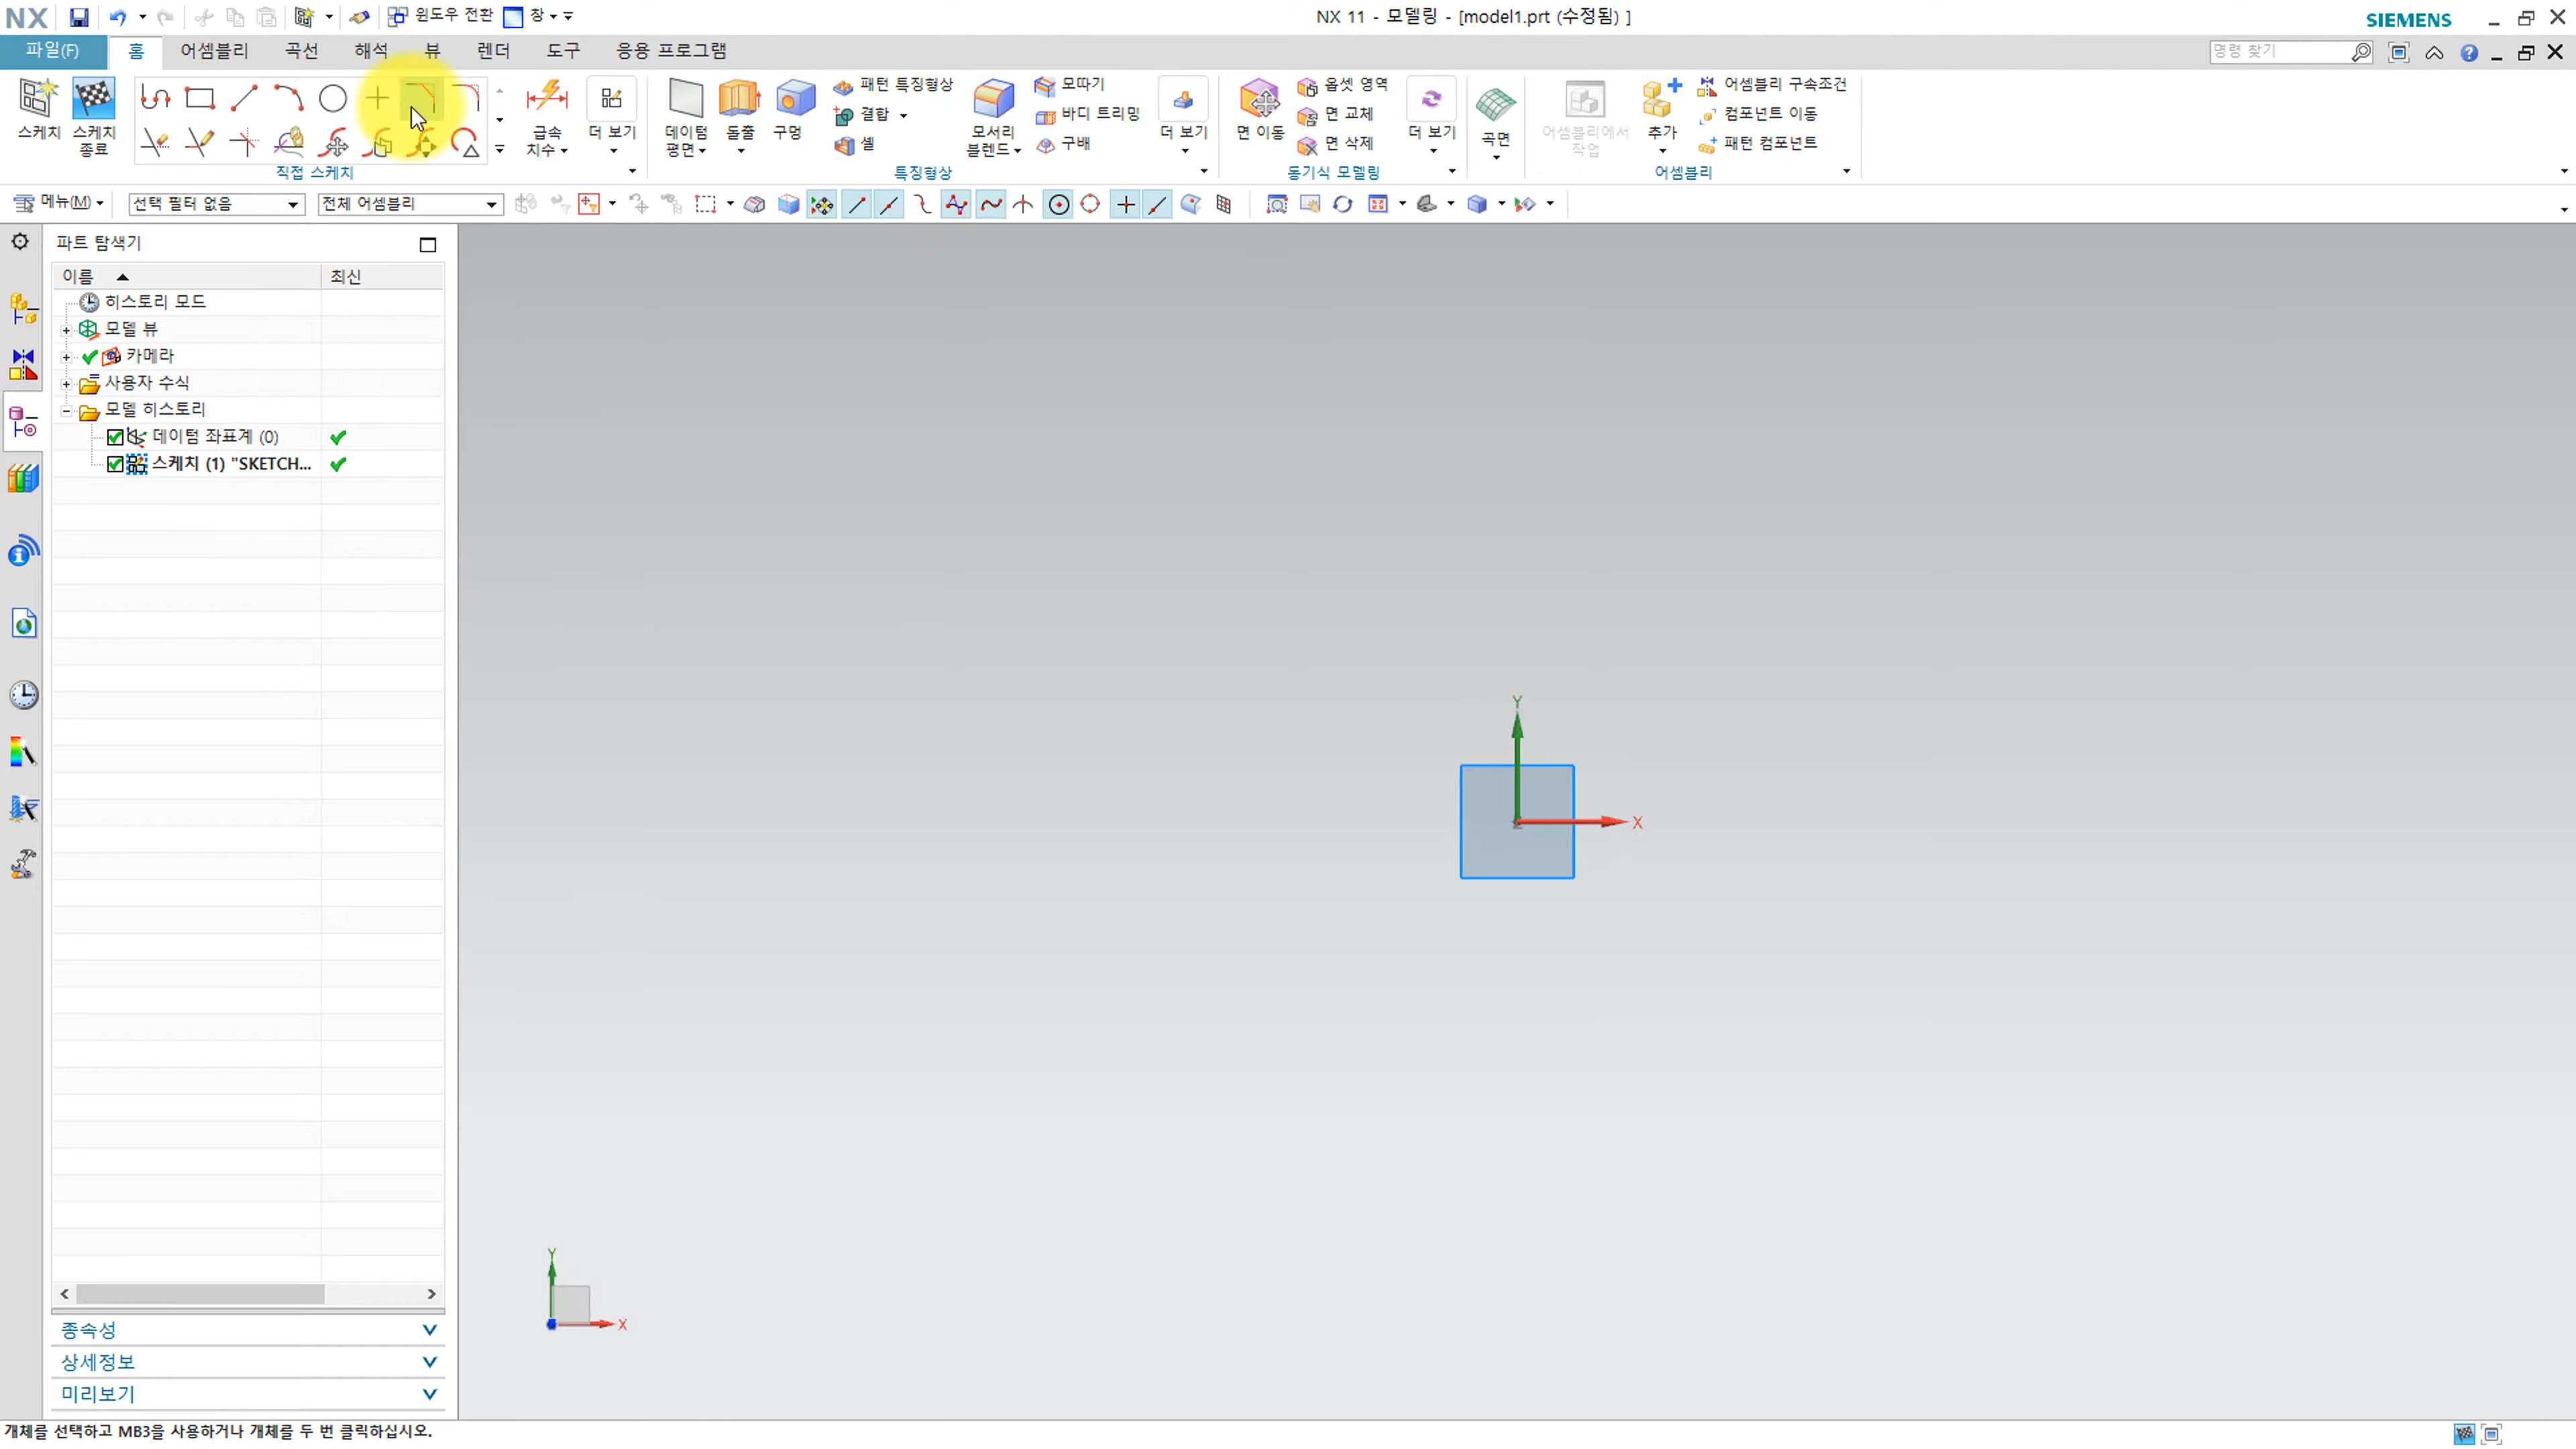 NX 윈도우 전환 창 NX 11 - 모델링 - [model1.prt (수정됨) ] SIEMENS
파일(F) 홈 어셈블리 곡선 해석 뷰 렌더 도구 응용 프로그램 명령 찾기
스케치
스케치 종료
직접 스케치
급속 치수
더 보기
데이텀 평면
돌출
구멍
패턴 특징형상
결합
셸
모서리 블렌드
모따기
바디 트리밍
구배
더 보기
특징형상
면 이동
옵셋 영역
면 교체
면 삭제
더 보기
동기식 모델링
곡면
어셈블리에서 작업
추가
어셈블리 구속조건
컴포넌트 이동
패턴 컴포넌트
어셈블리
메뉴(M) 선택 필터 없음 전체 어셈블리
파트 탐색기
이름 최신
히스토리 모드
모델 뷰
카메라
사용자 수식
모델 히스토리
데이텀 좌표계 (0)
스케치 (1) "SKETCH...
Y
X
Y
X
종속성
상세정보
미리보기
개체를 선택하고 MB3을 사용하거나 개체를 두 번 클릭하십시오.